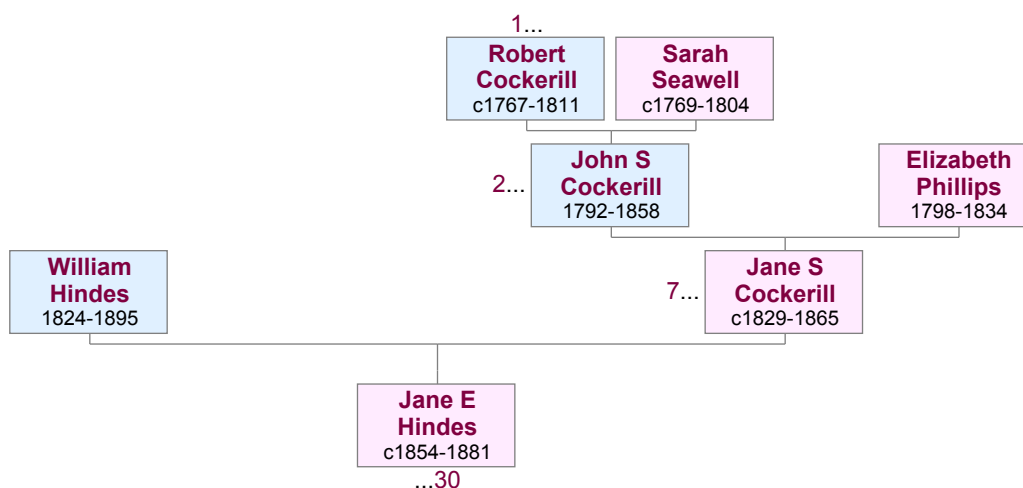 1...
Robert
Cockerill
c1767-1811
Sarah
Seawell
c1769-1804
2...
John S
Cockerill
1792-1858
Elizabeth
Phillips
1798-1834
William
Hindes
1824-1895
7...
Jane S
Cockerill
c1829-1865
Jane E
Hindes
c1854-1881
...30